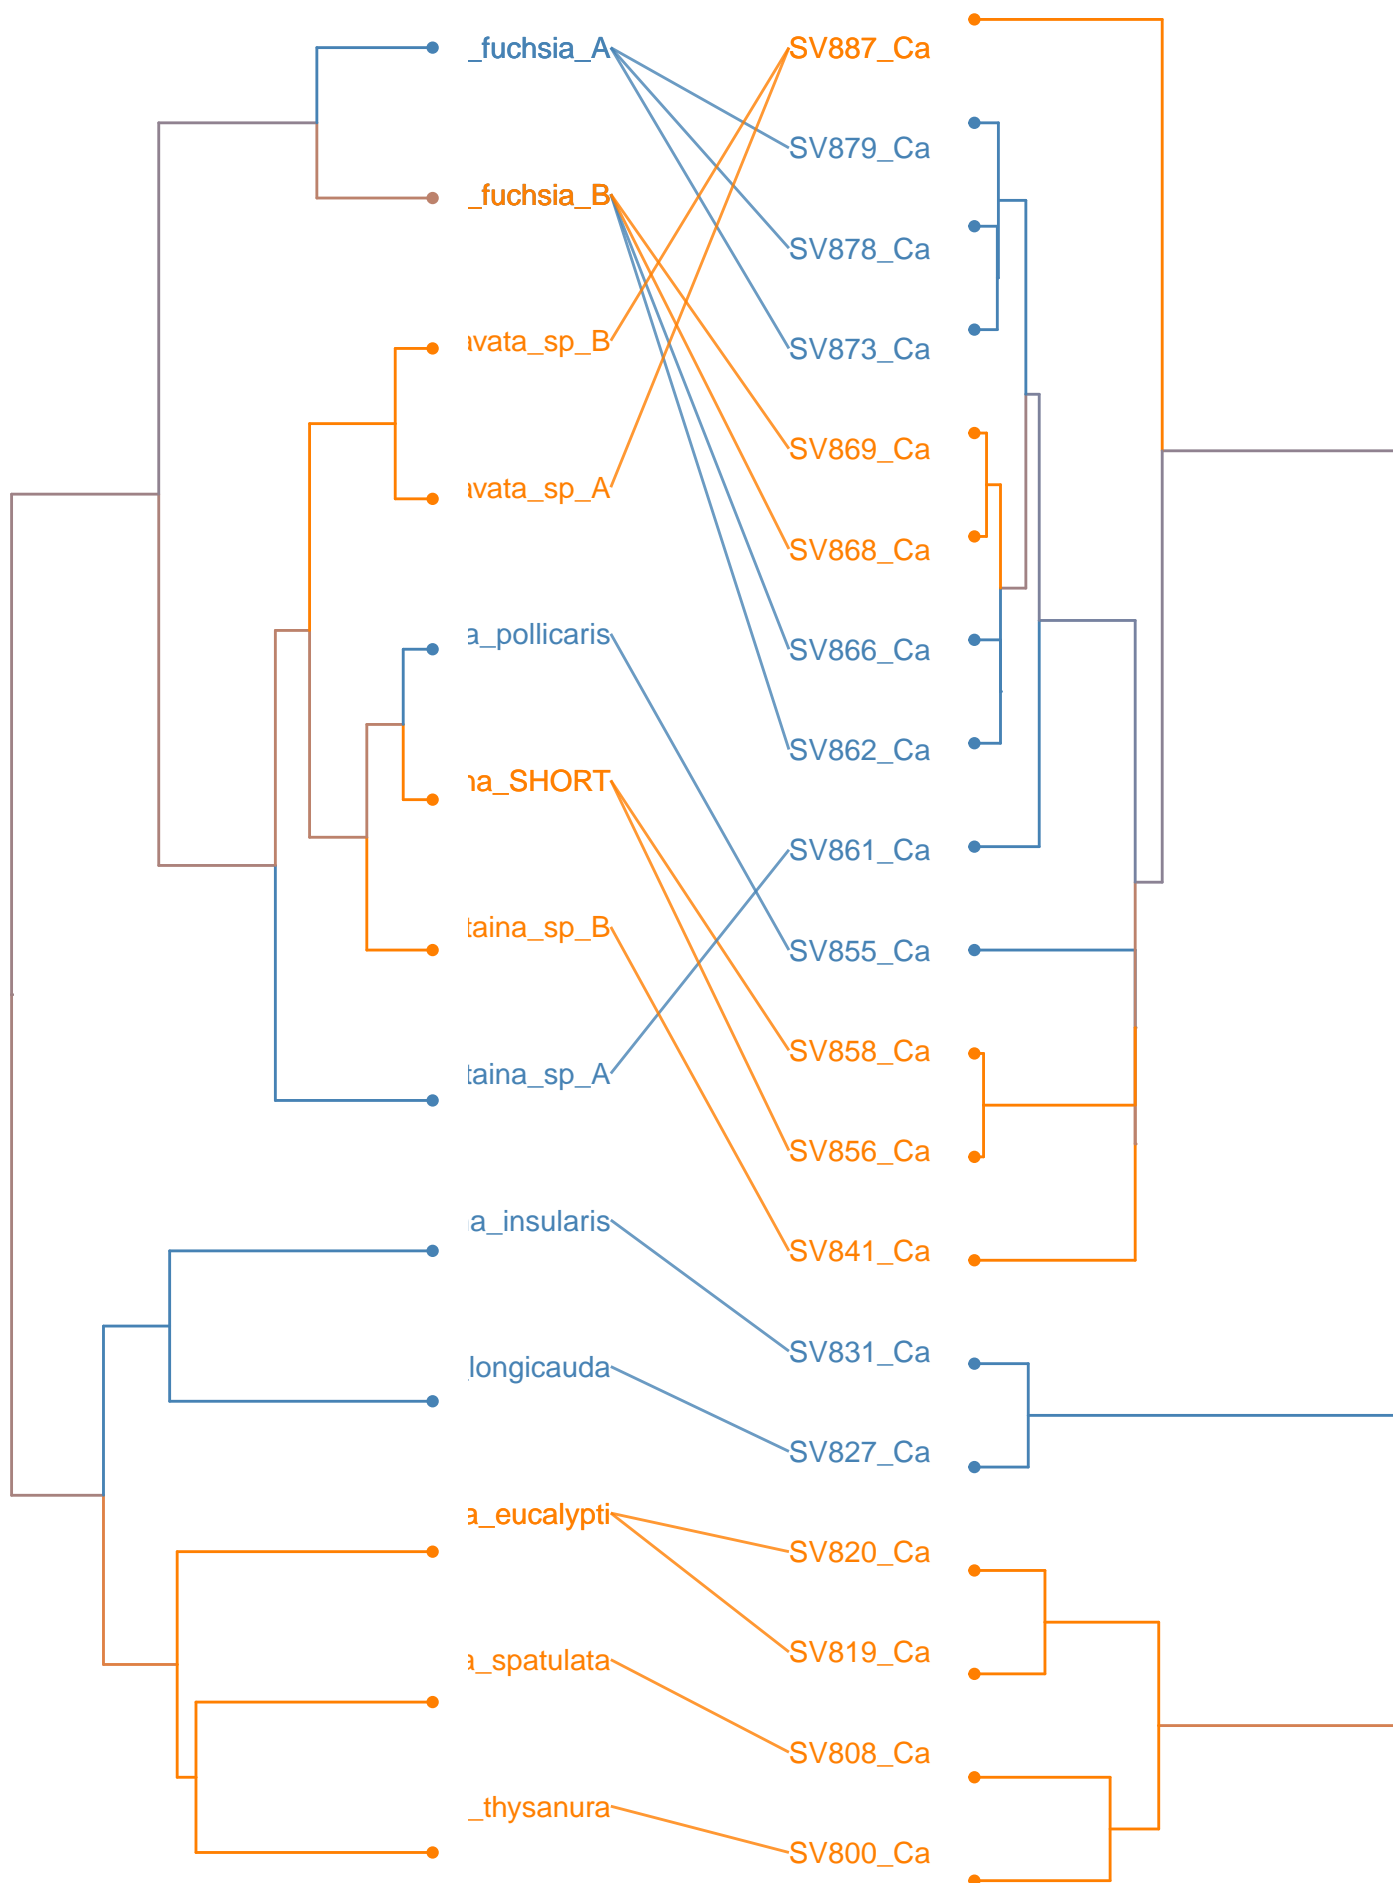 _fuchsia_A
_fuchsia_B
avata_sp_B
avata_sp_A
a_pollicaris
na_SHORT
taina_sp_B
taina_sp_A
a_insularis
longicauda
a_eucalypti
a_spatulata
_thysanura
SV887_Ca
SV879_Ca
SV878_Ca
SV873_Ca
SV869_Ca
SV868_Ca
SV866_Ca
SV862_Ca
SV861_Ca
SV855_Ca
SV858_Ca
SV856_Ca
SV841_Ca
SV831_Ca
SV827_Ca
SV820_Ca
SV819_Ca
SV808_Ca
SV800_Ca